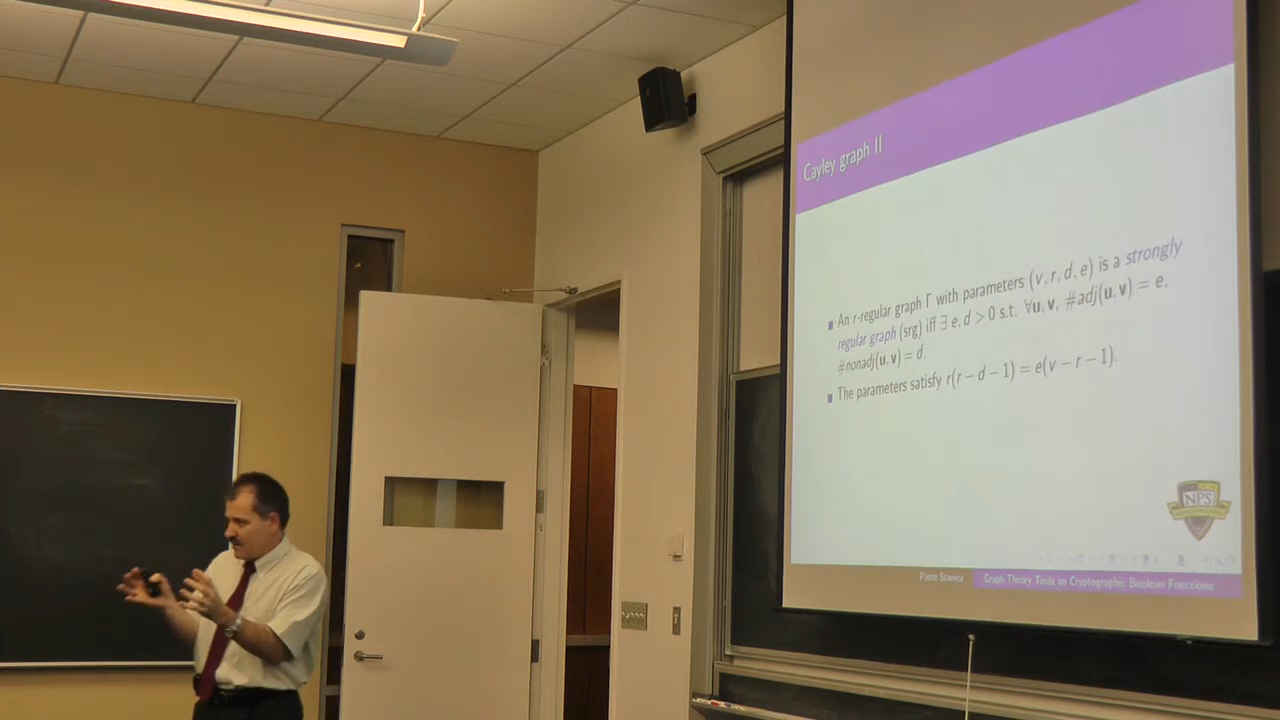 Cayley graph II
An r-regular graph Γ with parameters (v, r, d, e) is a strongly
regular graph (srg) iff ∃ e, d > 0 s.t. ∀u, v, #adj(u, v) = e,
#nonadj(u, v) = d.
The parameters satisfy r(r − d − 1) = e(v − r − 1).
NPS
Pante Stanica
Graph Theory Tools on Cryptographic Boolean Functions